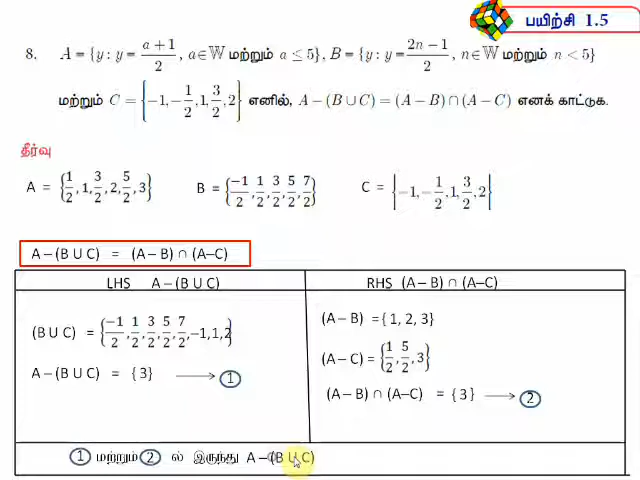 பயிற்சி 1.5
8. A = {y : y = (a+1)/2, a ∈ 𝕎 மற்றும் a ≤ 5}, B = {y : y = (2n−1)/2, n ∈ 𝕎 மற்றும் n < 5}
மற்றும் C = {−1, −1/2, 1, 3/2, 2} எனில், A − (B ∪ C) = (A − B) ∩ (A − C) எனக் காட்டுக.
தீர்வு
A = {1/2, 1, 3/2, 2, 5/2, 3} B = {−1/2, 1/2, 3/2, 5/2, 7/2} C = {−1, −1/2, 1, 3/2, 2}
A – (B U C) = (A – B) ∩ (A–C)
LHS A – (B U C) RHS (A – B) ∩ (A–C)
(B U C) = {−1/2, 1/2, 3/2, 5/2, 7/2, −1, 1, 2}
A – (B U C) = {3} → 1
(A – B) = {1, 2, 3}
(A – C) = {1/2, 5/2, 3}
(A – B) ∩ (A–C) = {3} → 2
1 மற்றும் 2 ல் இருந்து A – (B U C)